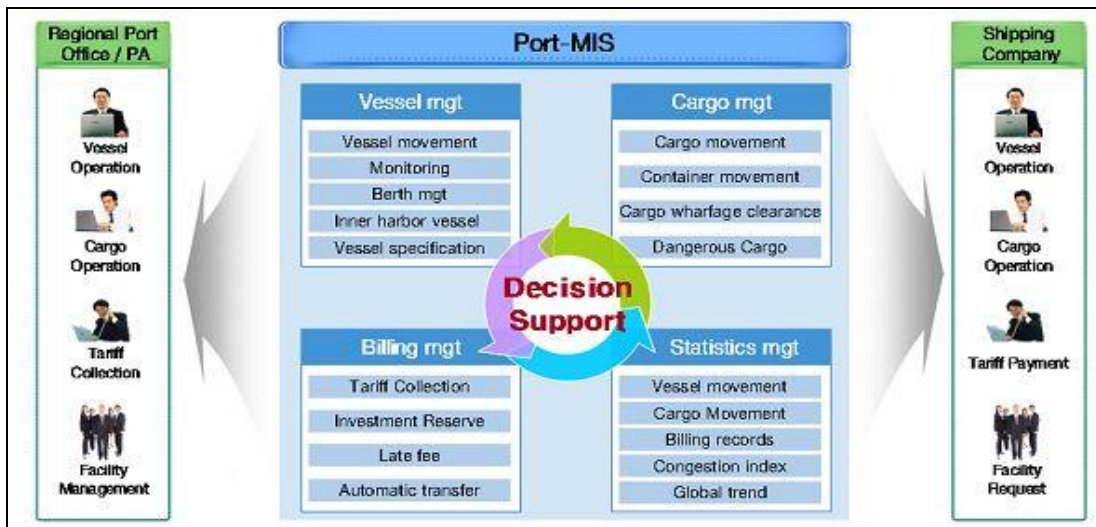 Regional Port
Office / PA
Vessel
Operation
Cargo
Operation
Tariff
Collection
Facility
Management
Port-MIS
Vessel mgt
Vessel movement
Monitoring
Berth mgt
Inner harbor vessel
Vessel specification
Cargo mgt
Cargo movement
Container movement
Cargo wharfage clearance
Dangerous Cargo
Decision
Support
Billing mgt
Tariff Collection
Investment Reserve
Late fee
Automatic transfer
Statistics mgt
Vessel movement
Cargo Movement
Billing records
Congestion index
Global trend
Shipping
Company
Vessel
Operation
Cargo
Operation
Tariff Payment
Facility
Request